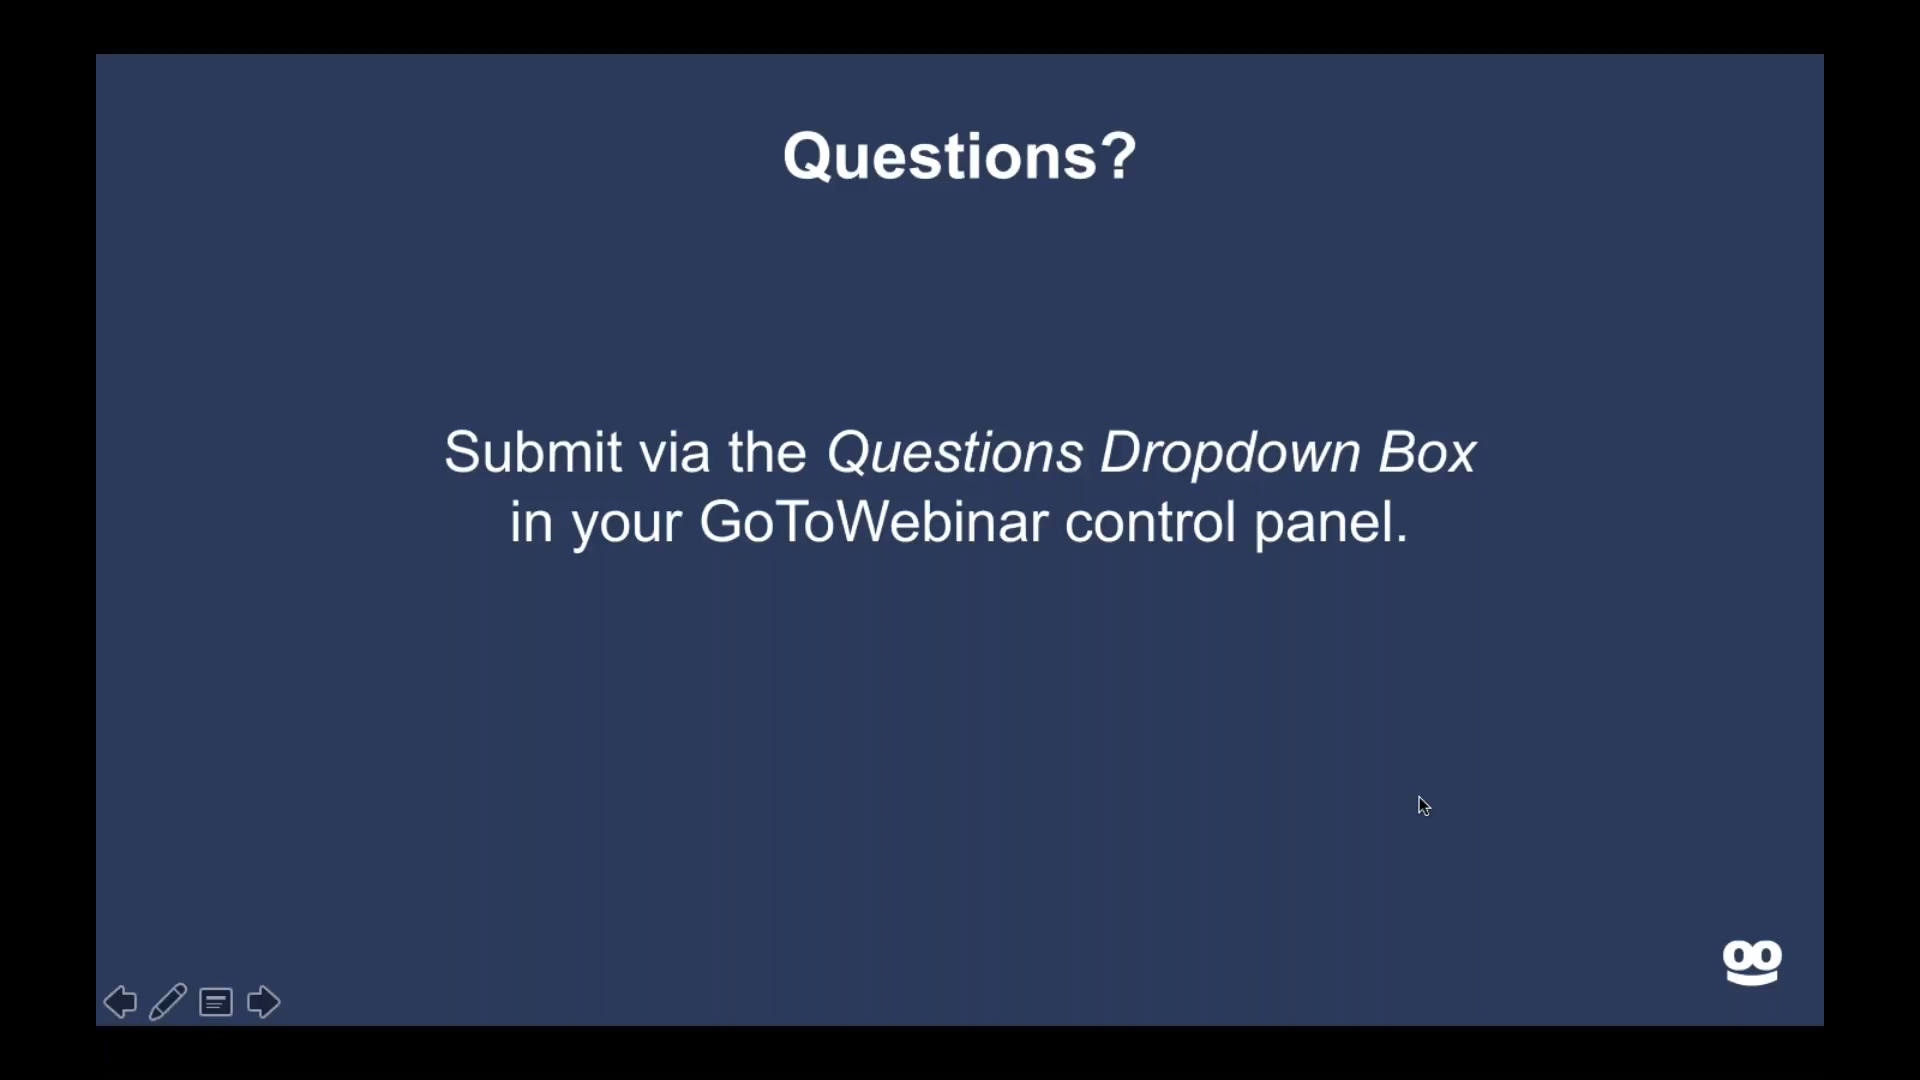 Questions?
Submit via the Questions Dropdown Box
in your GoToWebinar control panel.